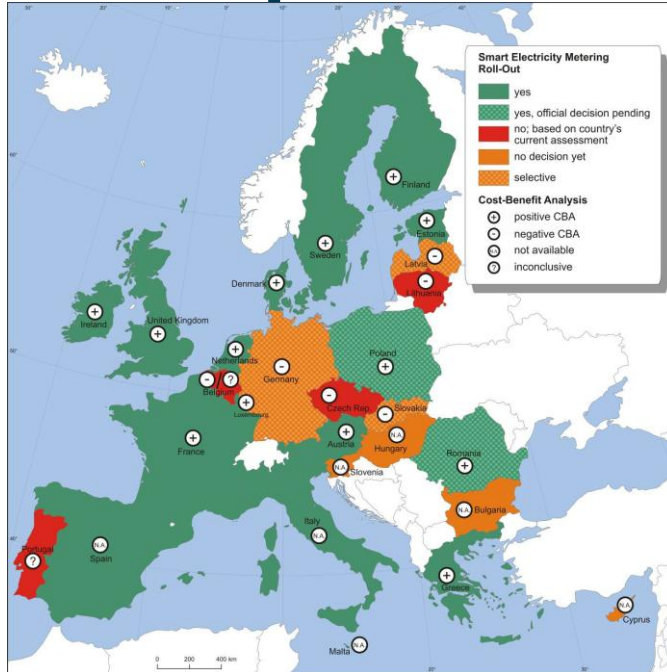 Smart Electricity Metering
Roll-Out
yes
yes, official decision pending
no; based on country's
current assessment
no decision yet
selective
Cost-Benefit Analysis
+ positive CBA
- negative CBA
N.A. not available
? inconclusive
+
Finland
+
Estonia
+
Sweden
-
Latvia
-
Lithuania
Denmark +
+
Ireland
United Kingdom
+
+
Netherlands
- / ?
Belgium
+
Luxembourg
-
Germany
+
Poland
-
Czech Rep.
- Slovakia
+
Austria
N.A.
Hungary
N.A.
Slovenia
+
France
Romania
+
N.A. Bulgaria
Portugal
?
N.A.
Spain
Italy
N.A.
+
Greece
N.A.
Cyprus
Malta N.A.
0 200 400 km